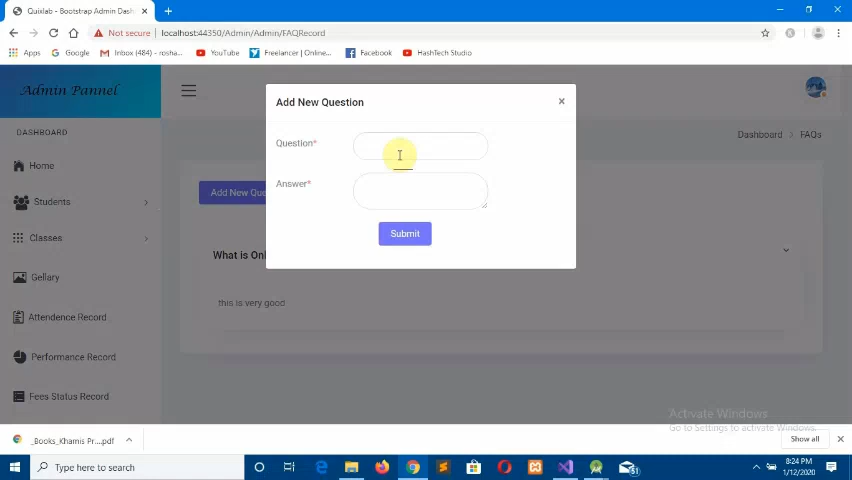 Quixlab - Bootstrap Admin Dash
Not secure
localhost:44350/Admin/Admin/FAQRecord
Apps
Google
Inbox (484) - rosha...
YouTube
Freelancer | Online...
Facebook
HashTech Studio
Admin Pannel
DASHBOARD
Home
Students
Classes
Gellary
Attendence Record
Performance Record
Fees Status Record
Dashboard > FAQs
Add New Que
Add New Question
×
Question*
Answer*
Submit
What is Onl
this is very good
Activate Windows
Go to Settings to activate Windows.
_Books_Khamis Pr....pdf
Show all
Type here to search
51
8:24 PM
1/12/2020